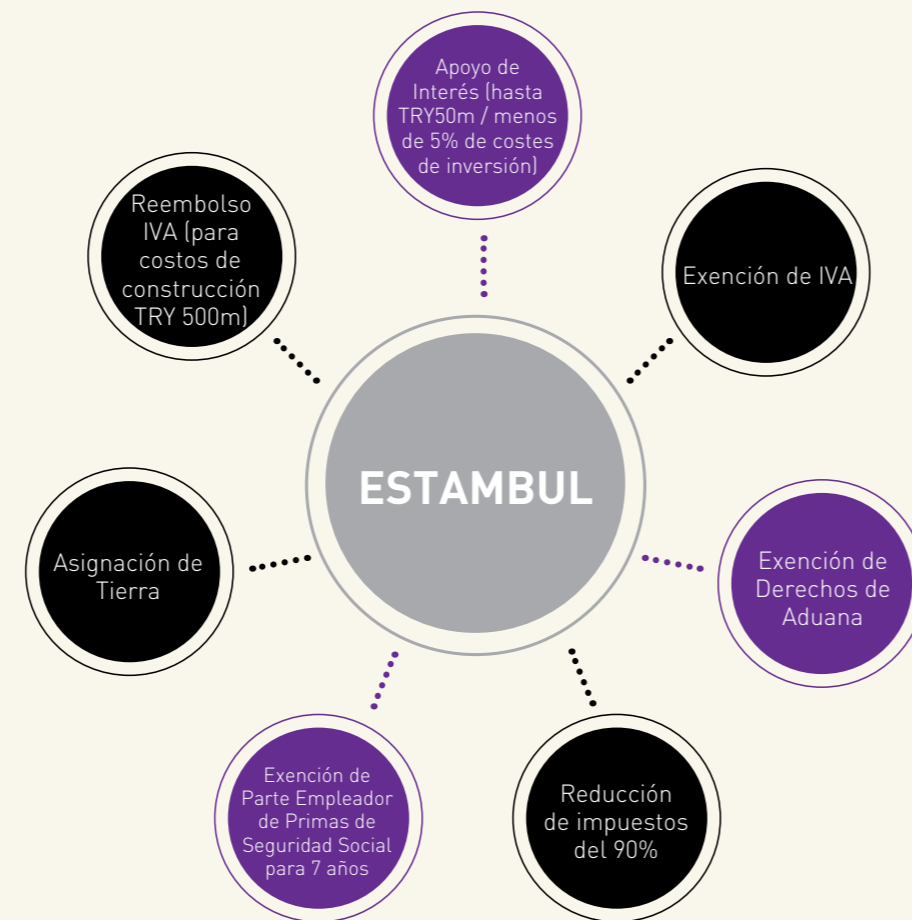 Apoyo de
Interés (hasta
TRY50m / menos
de 5% de costes
de inversión)
Reembolso
IVA (para
costos de
construcción
TRY 500m)
Exención de IVA
ESTAMBUL
Asignación de
Tierra
Exención de
Derechos de
Aduana
Exención de
Parte Empleador
de Primas de
Seguridad Social
para 7 años
Reducción
de impuestos
del 90%